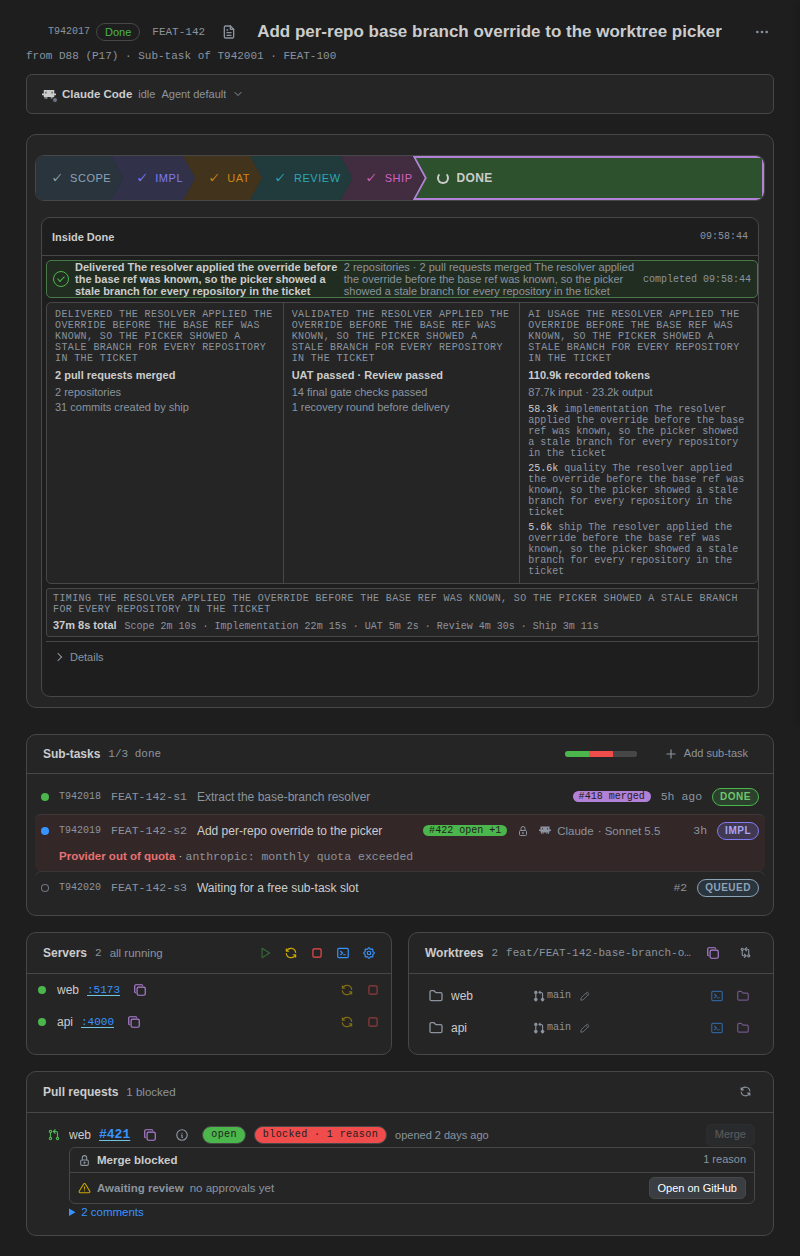 T942017 Done FEAT-142 Add per-repo base branch override to the worktree picker
from D88 (P17) · Sub-task of T942001 · FEAT-100
Claude Code idle Agent default
SCOPE IMPL UAT REVIEW SHIP DONE
Inside Done 09:58:44
Delivered The resolver applied the override before the base ref was known, so the picker showed a stale branch for every repository in the ticket
2 repositories · 2 pull requests merged The resolver applied the override before the base ref was known, so the picker showed a stale branch for every repository in the ticket
completed 09:58:44
DELIVERED THE RESOLVER APPLIED THE
OVERRIDE BEFORE THE BASE REF WAS
KNOWN, SO THE PICKER SHOWED A
STALE BRANCH FOR EVERY REPOSITORY
IN THE TICKET
2 pull requests merged
2 repositories
31 commits created by ship
VALIDATED THE RESOLVER APPLIED THE
OVERRIDE BEFORE THE BASE REF WAS
KNOWN, SO THE PICKER SHOWED A
STALE BRANCH FOR EVERY REPOSITORY
IN THE TICKET
UAT passed · Review passed
14 final gate checks passed
1 recovery round before delivery
AI USAGE THE RESOLVER APPLIED THE
OVERRIDE BEFORE THE BASE REF WAS
KNOWN, SO THE PICKER SHOWED A
STALE BRANCH FOR EVERY REPOSITORY
IN THE TICKET
110.9k recorded tokens
87.7k input · 23.2k output
58.3k implementation The resolver
applied the override before the base
ref was known, so the picker showed
a stale branch for every repository
in the ticket
25.6k quality The resolver applied
the override before the base ref was
known, so the picker showed a stale
branch for every repository in the
ticket
5.6k ship The resolver applied the
override before the base ref was
known, so the picker showed a stale
branch for every repository in the
ticket
TIMING THE RESOLVER APPLIED THE OVERRIDE BEFORE THE BASE REF WAS KNOWN, SO THE PICKER SHOWED A STALE BRANCH
FOR EVERY REPOSITORY IN THE TICKET
37m 8s total Scope 2m 10s · Implementation 22m 15s · UAT 5m 2s · Review 4m 30s · Ship 3m 11s
Details
Sub-tasks 1/3 done Add sub-task
T942018 FEAT-142-s1 Extract the base-branch resolver #418 merged 5h ago DONE
T942019 FEAT-142-s2 Add per-repo override to the picker #422 open +1 Claude · Sonnet 5.5 3h IMPL
Provider out of quota · anthropic: monthly quota exceeded
T942020 FEAT-142-s3 Waiting for a free sub-task slot #2 QUEUED
Servers 2 all running
web :5173
api :4000
Worktrees 2 feat/FEAT-142-base-branch-o…
web main
api main
Pull requests 1 blocked
web #421 open blocked · 1 reason opened 2 days ago Merge
Merge blocked 1 reason
Awaiting review no approvals yet Open on GitHub
2 comments